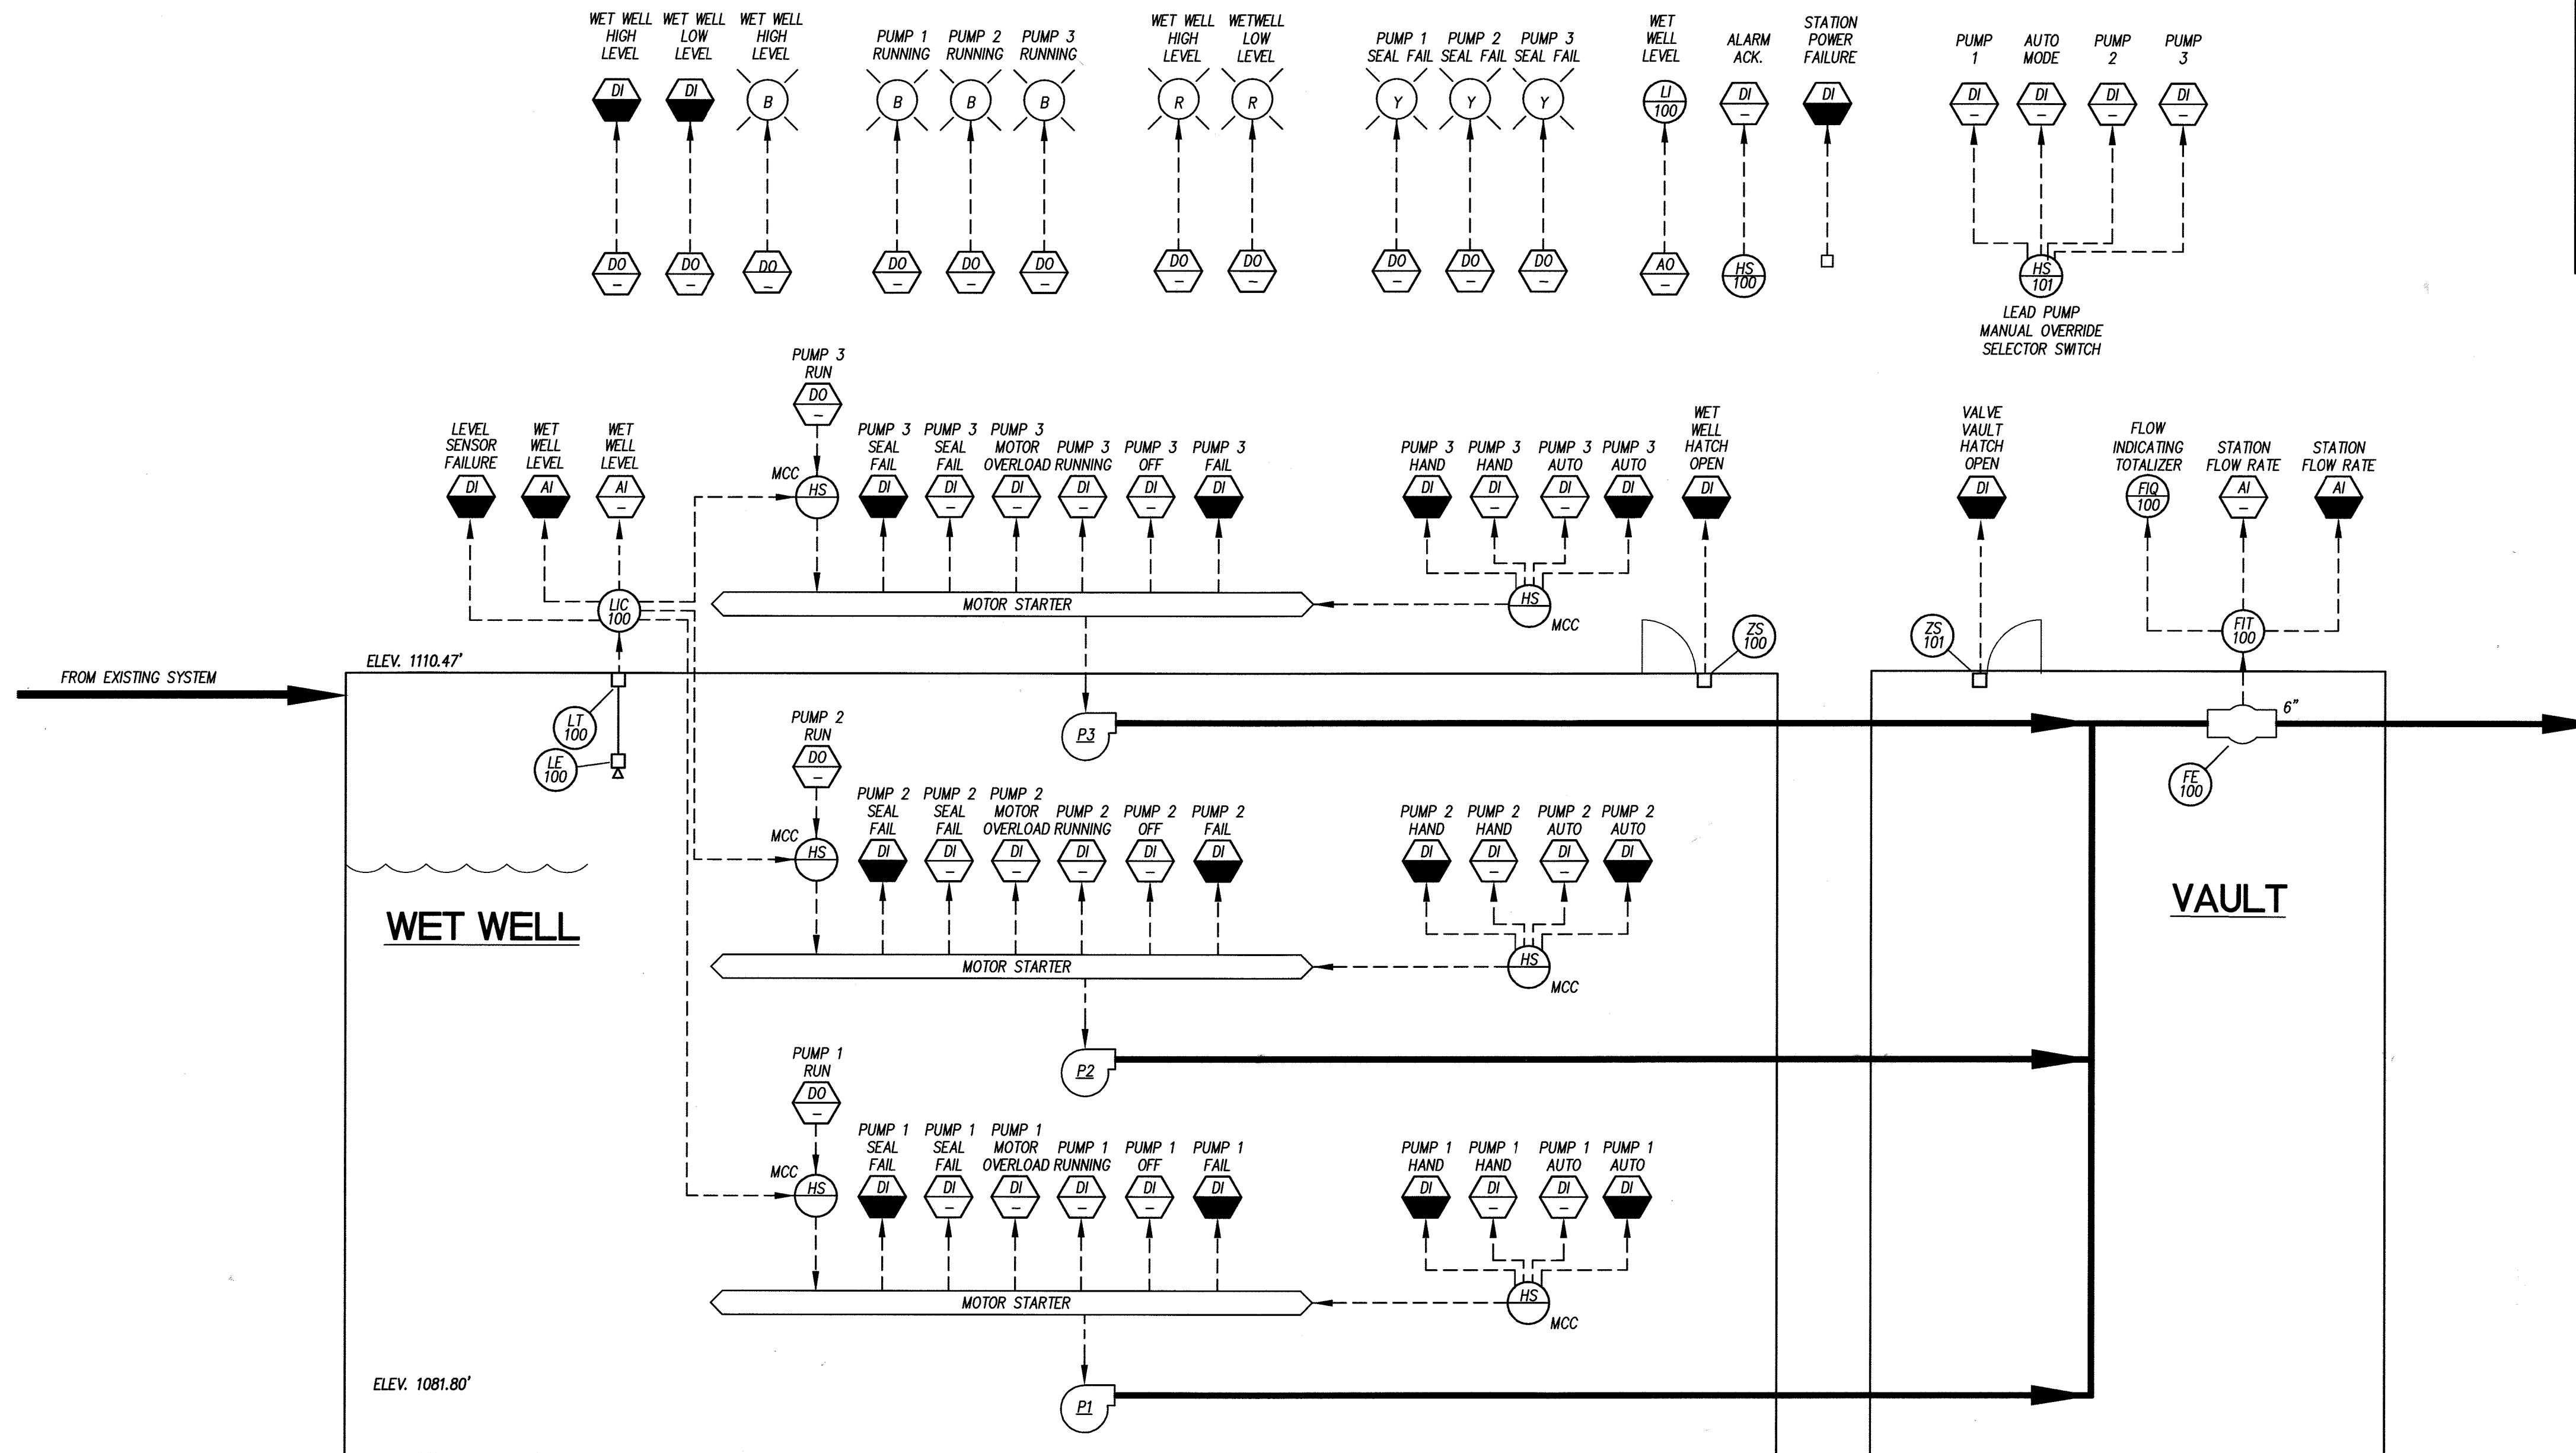 WET WELL
HIGH
LEVEL
DI
DO
–
WET WELL
LOW
LEVEL
DI
DO
–
WET WELL
HIGH
LEVEL
B
DO
–
PUMP 1
RUNNING
B
DO
–
PUMP 2
RUNNING
B
DO
–
PUMP 3
RUNNING
B
DO
–
WET WELL
HIGH
LEVEL
R
DO
–
WETWELL
LOW
LEVEL
R
DO
–
PUMP 1
SEAL FAIL
Y
DO
–
PUMP 2
SEAL FAIL
Y
DO
–
PUMP 3
SEAL FAIL
Y
DO
–
WET
WELL
LEVEL
LI
100
AO
–
ALARM
ACK.
DI
–
HS
100
STATION
POWER
FAILURE
DI
PUMP
1
DI
–
AUTO
MODE
DI
–
PUMP
2
DI
–
PUMP
3
DI
–
HS
101
LEAD PUMP
MANUAL OVERRIDE
SELECTOR SWITCH
LEVEL
SENSOR
FAILURE
DI
WET
WELL
LEVEL
AI
WET
WELL
LEVEL
AI
–
LIC
100
PUMP 3
RUN
DO
–
MCC
HS
PUMP 3
SEAL
FAIL
DI
PUMP 3
SEAL
FAIL
DI
–
PUMP 3
MOTOR
OVERLOAD
DI
–
PUMP 3
RUNNING
DI
–
PUMP 3
OFF
DI
–
PUMP 3
FAIL
DI
MOTOR STARTER
PUMP 3
HAND
DI
PUMP 3
HAND
DI
–
PUMP 3
AUTO
DI
–
PUMP 3
AUTO
DI
HS
MCC
WET
WELL
HATCH
OPEN
DI
ZS
100
VALVE
VAULT
HATCH
OPEN
DI
ZS
101
FLOW
INDICATING
TOTALIZER
FIQ
100
STATION
FLOW RATE
AI
–
STATION
FLOW RATE
AI
FIT
100
FROM EXISTING SYSTEM
ELEV. 1110.47'
LT
100
LE
100
P3
6"
FE
100
PUMP 2
RUN
DO
–
MCC
HS
PUMP 2
SEAL
FAIL
DI
PUMP 2
SEAL
FAIL
DI
–
PUMP 2
MOTOR
OVERLOAD
DI
–
PUMP 2
RUNNING
DI
–
PUMP 2
OFF
DI
–
PUMP 2
FAIL
DI
MOTOR STARTER
PUMP 2
HAND
DI
PUMP 2
HAND
DI
–
PUMP 2
AUTO
DI
–
PUMP 2
AUTO
DI
HS
MCC
WET WELL
VAULT
P2
PUMP 1
RUN
DO
–
MCC
HS
PUMP 1
SEAL
FAIL
DI
PUMP 1
SEAL
FAIL
DI
–
PUMP 1
MOTOR
OVERLOAD
DI
–
PUMP 1
RUNNING
DI
–
PUMP 1
OFF
DI
–
PUMP 1
FAIL
DI
MOTOR STARTER
PUMP 1
HAND
DI
PUMP 1
HAND
DI
–
PUMP 1
AUTO
DI
–
PUMP 1
AUTO
DI
HS
MCC
ELEV. 1081.80'
P1